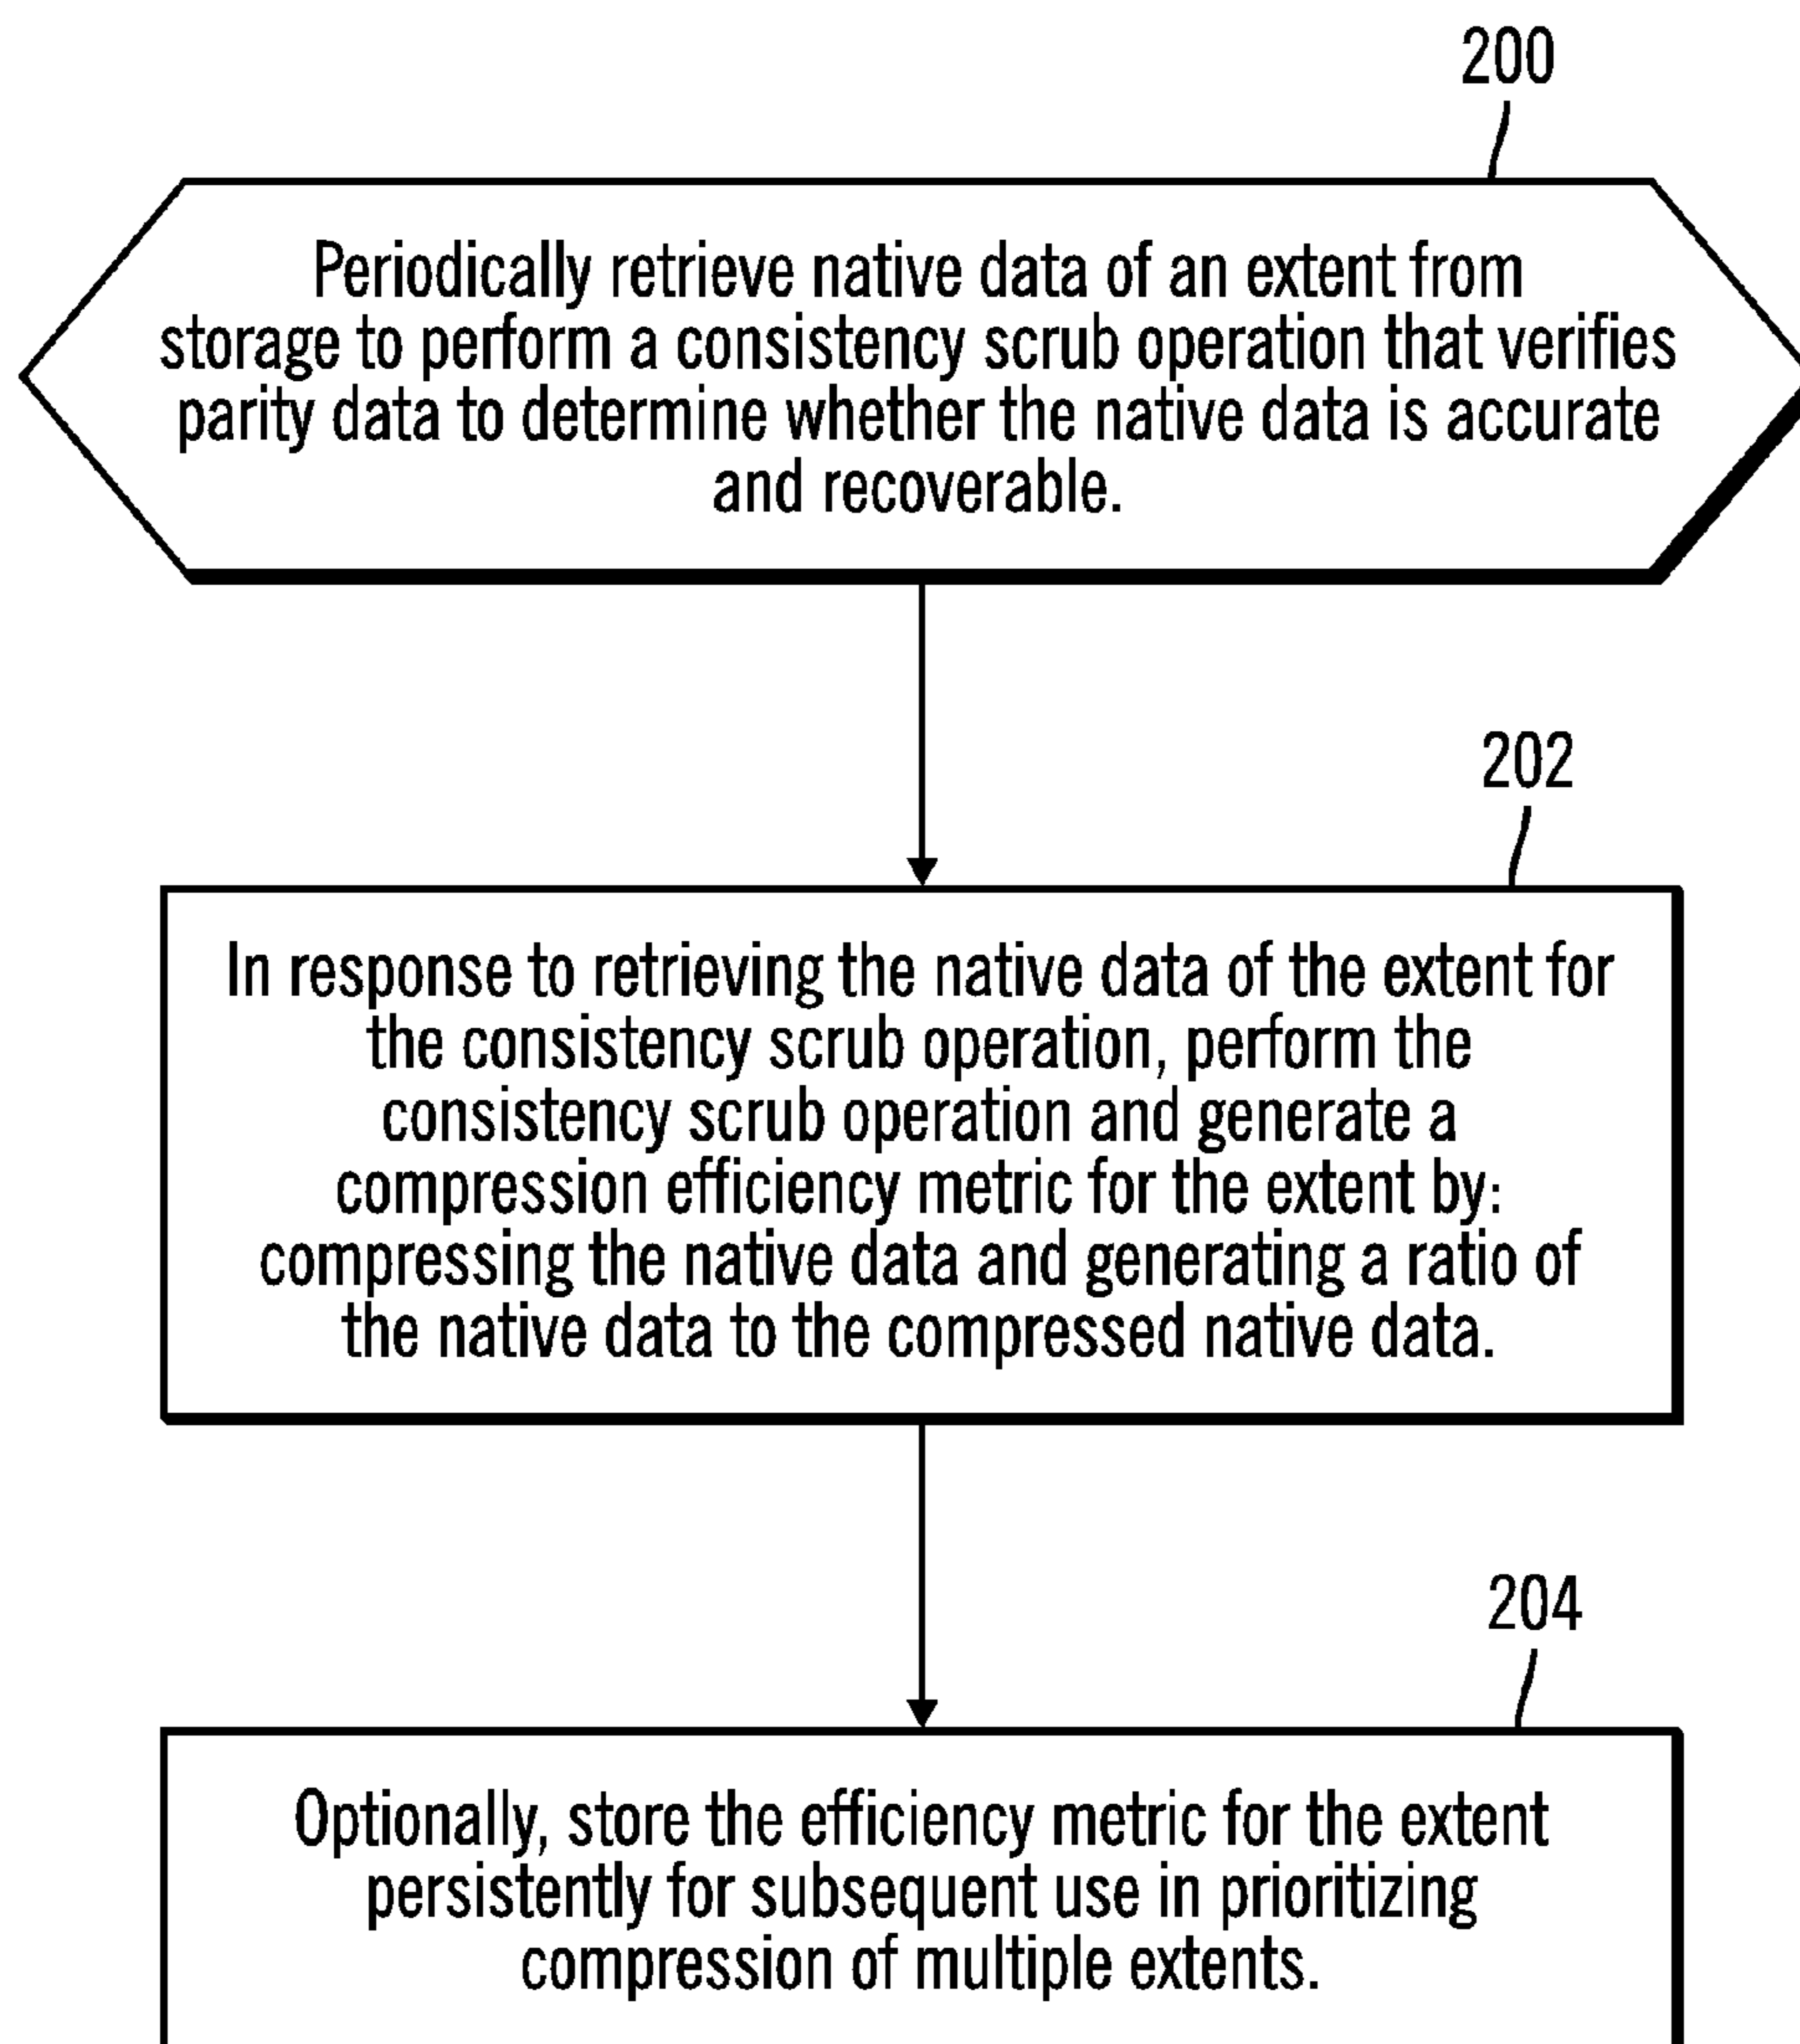 200
Periodically retrieve native data of an extent from
storage to perform a consistency scrub operation that verifies
parity data to determine whether the native data is accurate
and recoverable.
202
In response to retrieving the native data of the extent for
the consistency scrub operation, perform the
consistency scrub operation and generate a
compression efficiency metric for the extent by:
compressing the native data and generating a ratio of
the native data to the compressed native data.
204
Optionally, store the efficiency metric for the extent
persistently for subsequent use in prioritizing
compression of multiple extents.